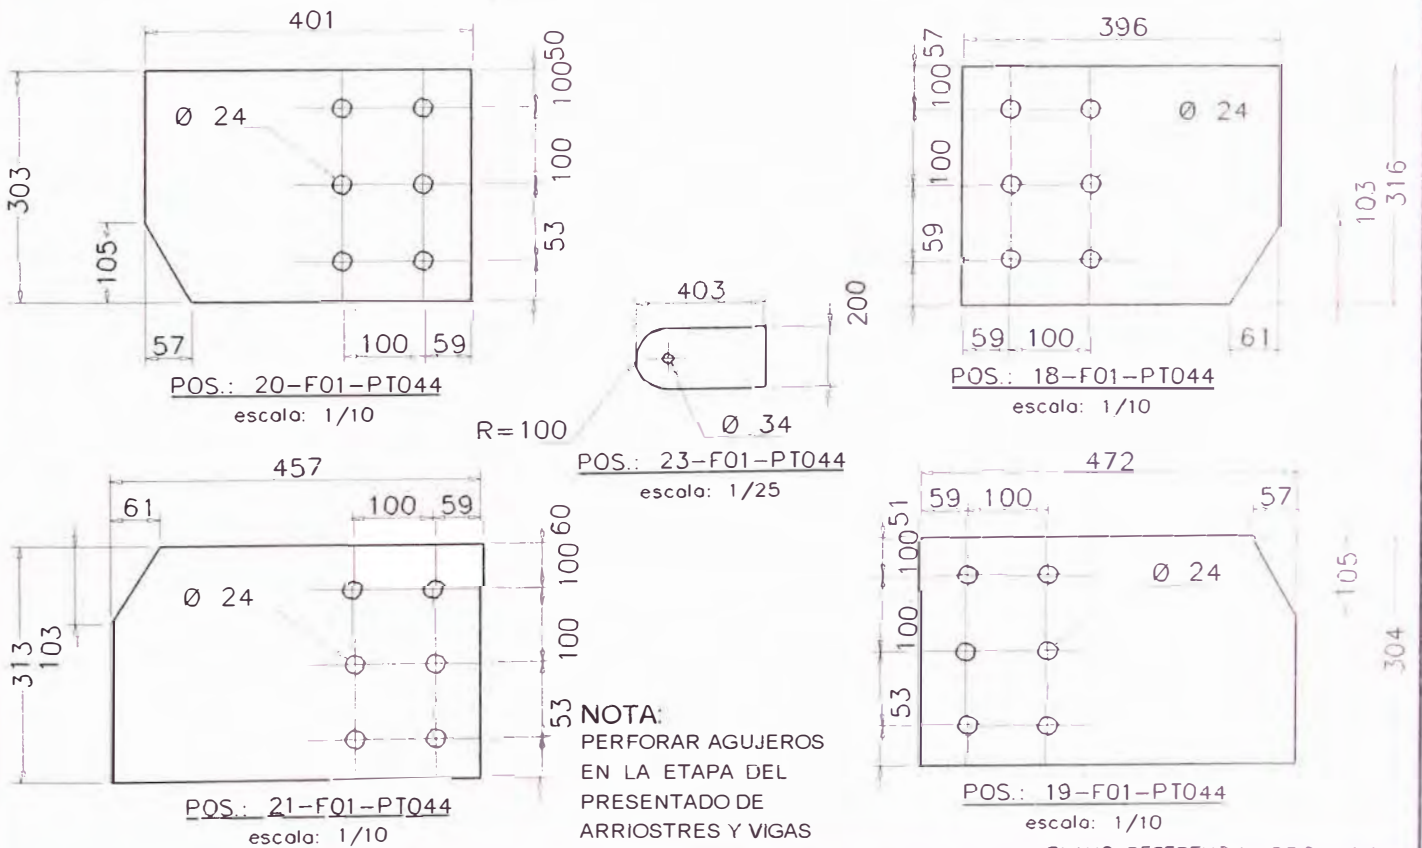 401
303
105
57
100
59
50
100
100
53
Ø 24
POS.: 20-F01-PT044
escala: 1/10
396
57
100
100
59
Ø 24
103
316
59
100
61
POS.: 18-F01-PT044
escala: 1/10
403
200
R=100
Ø 34
POS.: 23-F01-PT044
escala: 1/25
457
61
100
59
60
100
100
53
313
103
Ø 24
POS.: 21-F01-PT044
escala: 1/10
NOTA:
PERFORAR AGUJEROS
EN LA ETAPA DEL
PRESENTADO DE
ARRIOSTRES Y VIGAS
472
59
100
57
51
100
100
53
Ø 24
105
304
POS.: 19-F01-PT044
escala: 1/10